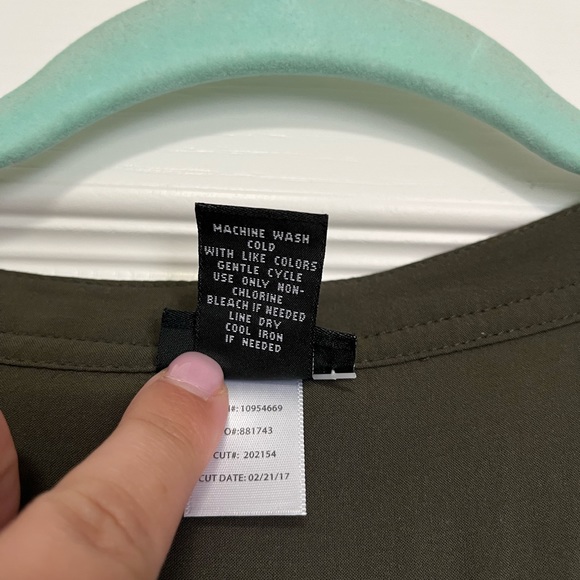 MACHINE WASH
COLD
WITH LIKE COLORS
GENTLE CYCLE
USE ONLY NON-
CHLORINE
BLEACH IF NEEDED
LINE DRY
COOL IRON
IF NEEDED
#: 10954669
O#:881743
CUT#: 202154
CUT DATE: 02/21/17